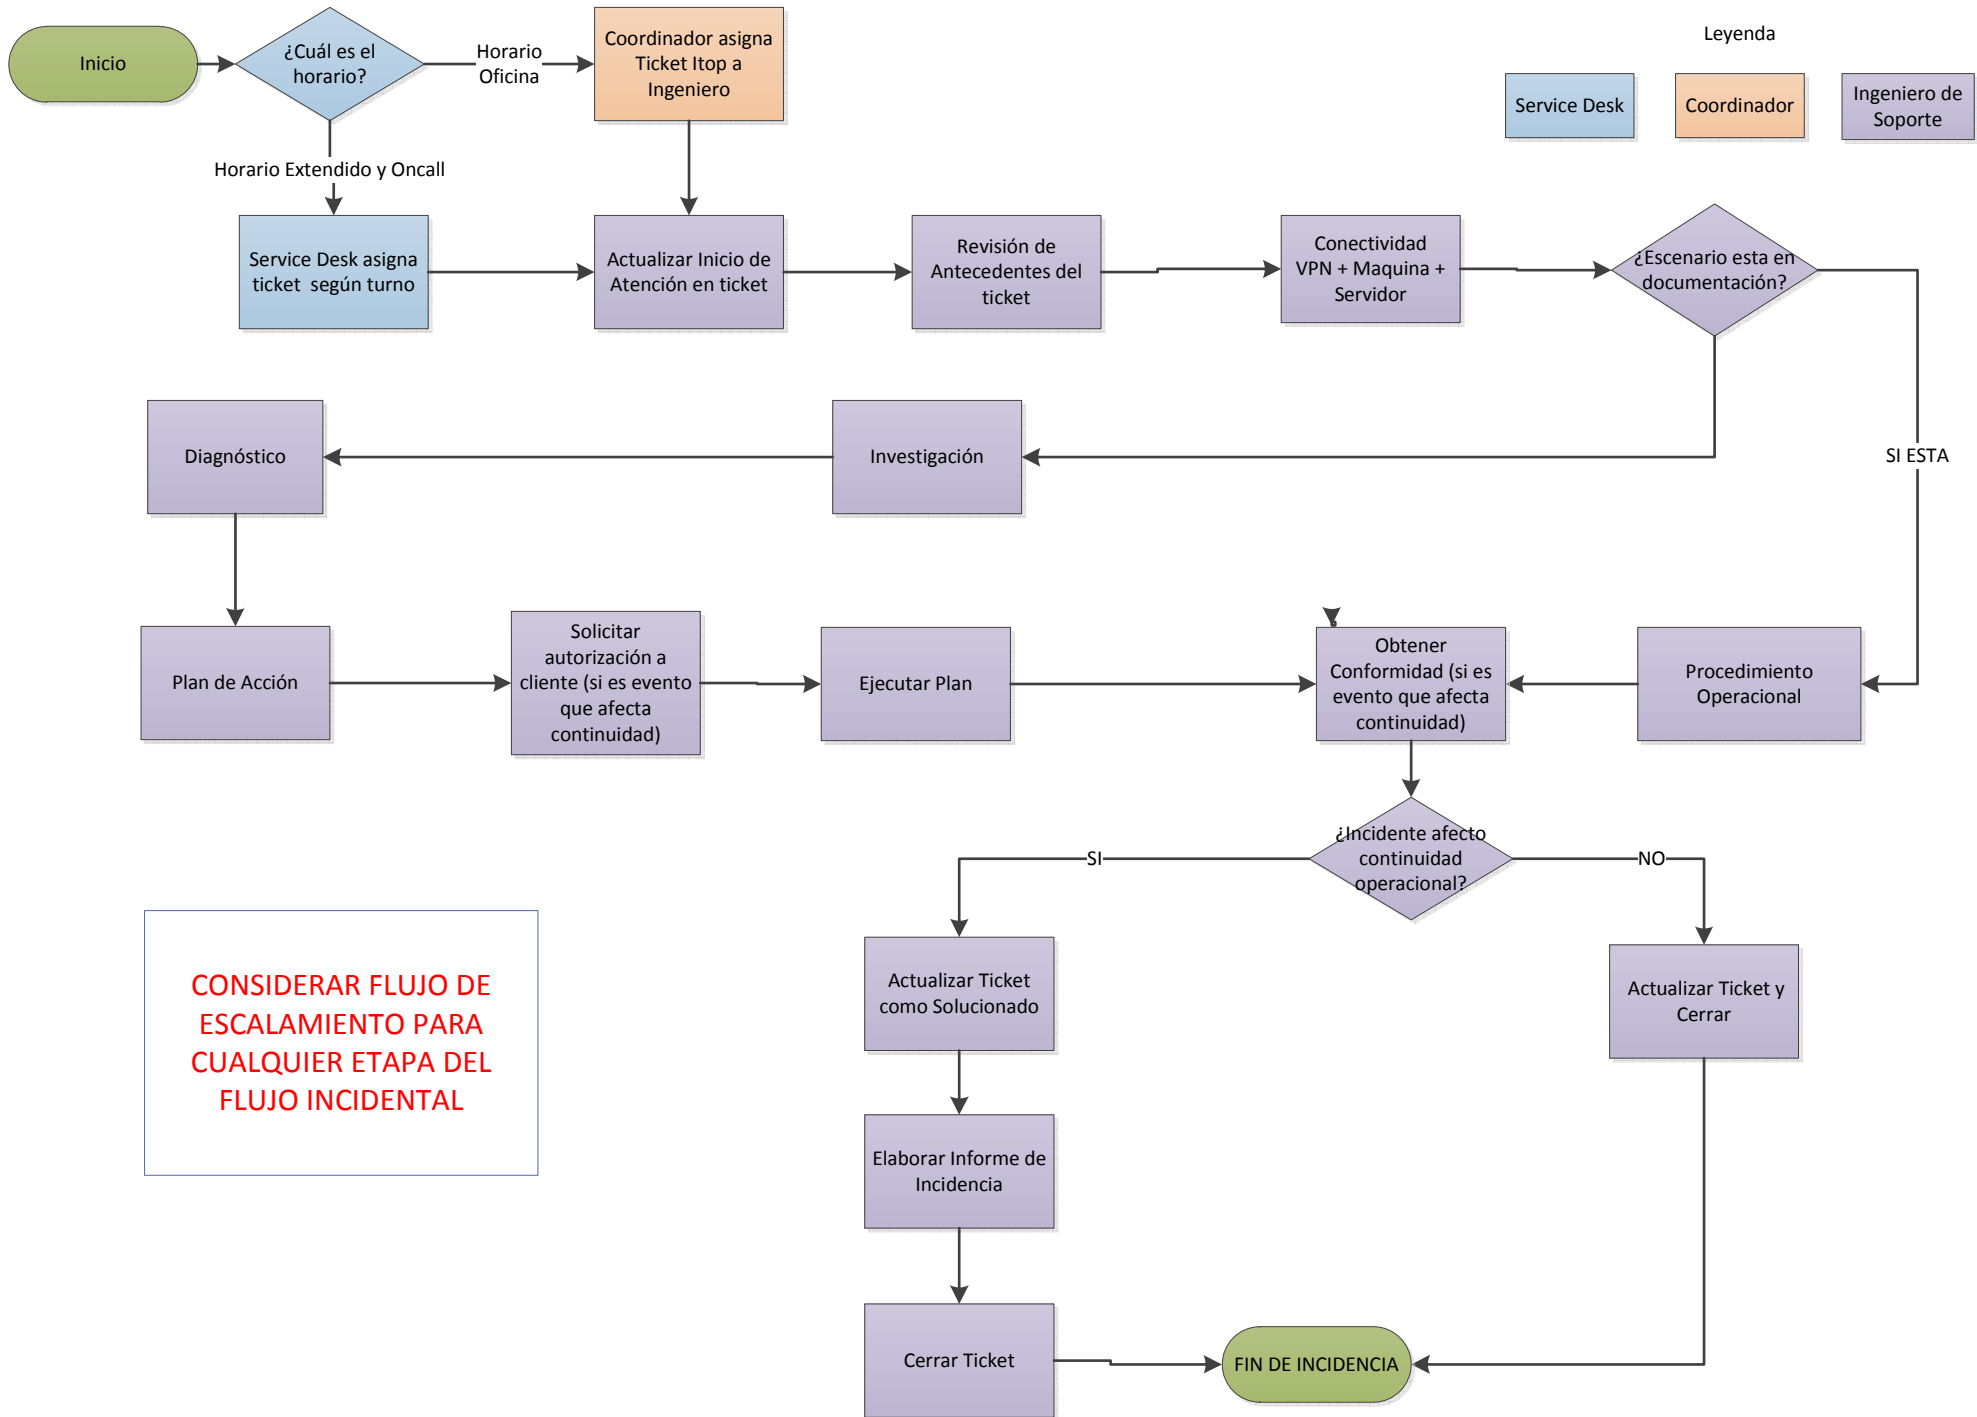 Inicio
¿Cuál es el
horario?
Horario
Oficina
Coordinador asigna
Ticket Itop a
Ingeniero
Leyenda
Service Desk
Coordinador
Ingeniero de
Soporte
Horario Extendido y Oncall
Service Desk asigna
ticket según turno
Actualizar Inicio de
Atención en ticket
Revisión de
Antecedentes del
ticket
Conectividad
VPN + Maquina +
Servidor
¿Escenario esta en
documentación?
SI ESTA
Investigación
Diagnóstico
Plan de Acción
Solicitar
autorización a
cliente (si es evento
que afecta
continuidad)
Ejecutar Plan
Obtener
Conformidad (si es
evento que afecta
continuidad)
Procedimiento
Operacional
¿Incidente afecto
continuidad
operacional?
SI
NO
Actualizar Ticket
como Solucionado
Actualizar Ticket y
Cerrar
CONSIDERAR FLUJO DE
ESCALAMIENTO PARA
CUALQUIER ETAPA DEL
FLUJO INCIDENTAL
Elaborar Informe de
Incidencia
Cerrar Ticket
FIN DE INCIDENCIA